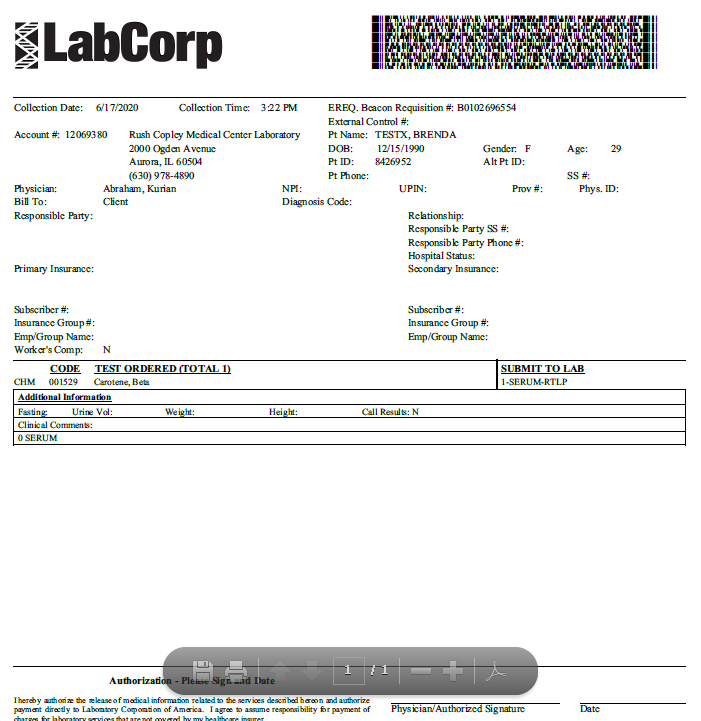 LabCorp
Collection Date: 6/17/2020 Collection Time: 3:22 PM EREQ. Beacon Requisition #: B0102696554
External Control #:
Account #: 12069380 Rush Copley Medical Center Laboratory Pt Name: TESTX, BRENDA
2000 Ogden Avenue DOB: 12/15/1990 Gender: F Age: 29
Aurora, IL 60504 Pt ID: 8426952 Alt Pt ID:
(630) 978-4890 Pt Phone: SS #:
Physician: Abraham, Kurian NPI: UPIN: Prov #: Phys. ID:
Bill To: Client Diagnosis Code:
Responsible Party: Relationship:
Responsible Party SS #:
Responsible Party Phone #:
Hospital Status:
Primary Insurance: Secondary Insurance:
Subscriber #: Subscriber #:
Insurance Group #: Insurance Group #:
Emp/Group Name: Emp/Group Name:
Worker's Comp: N
CODE TEST ORDERED (TOTAL 1) SUBMIT TO LAB
CHM 001529 Carotene, Beta 1-SERUM-RTLP
Additional Information
Fasting: Urine Vol: Weight: Height: Call Results: N
Clinical Comments:
0 SERUM
1 / 1
Authorization - Please Sign and Date
I hereby authorize the release of medical information related to the services described hereon and authorize
payment directly to Laboratory Corporation of America. I agree to assume responsibility for payment of
charges for laboratory services that are not covered by my healthcare insurer.
Physician/Authorized Signature Date